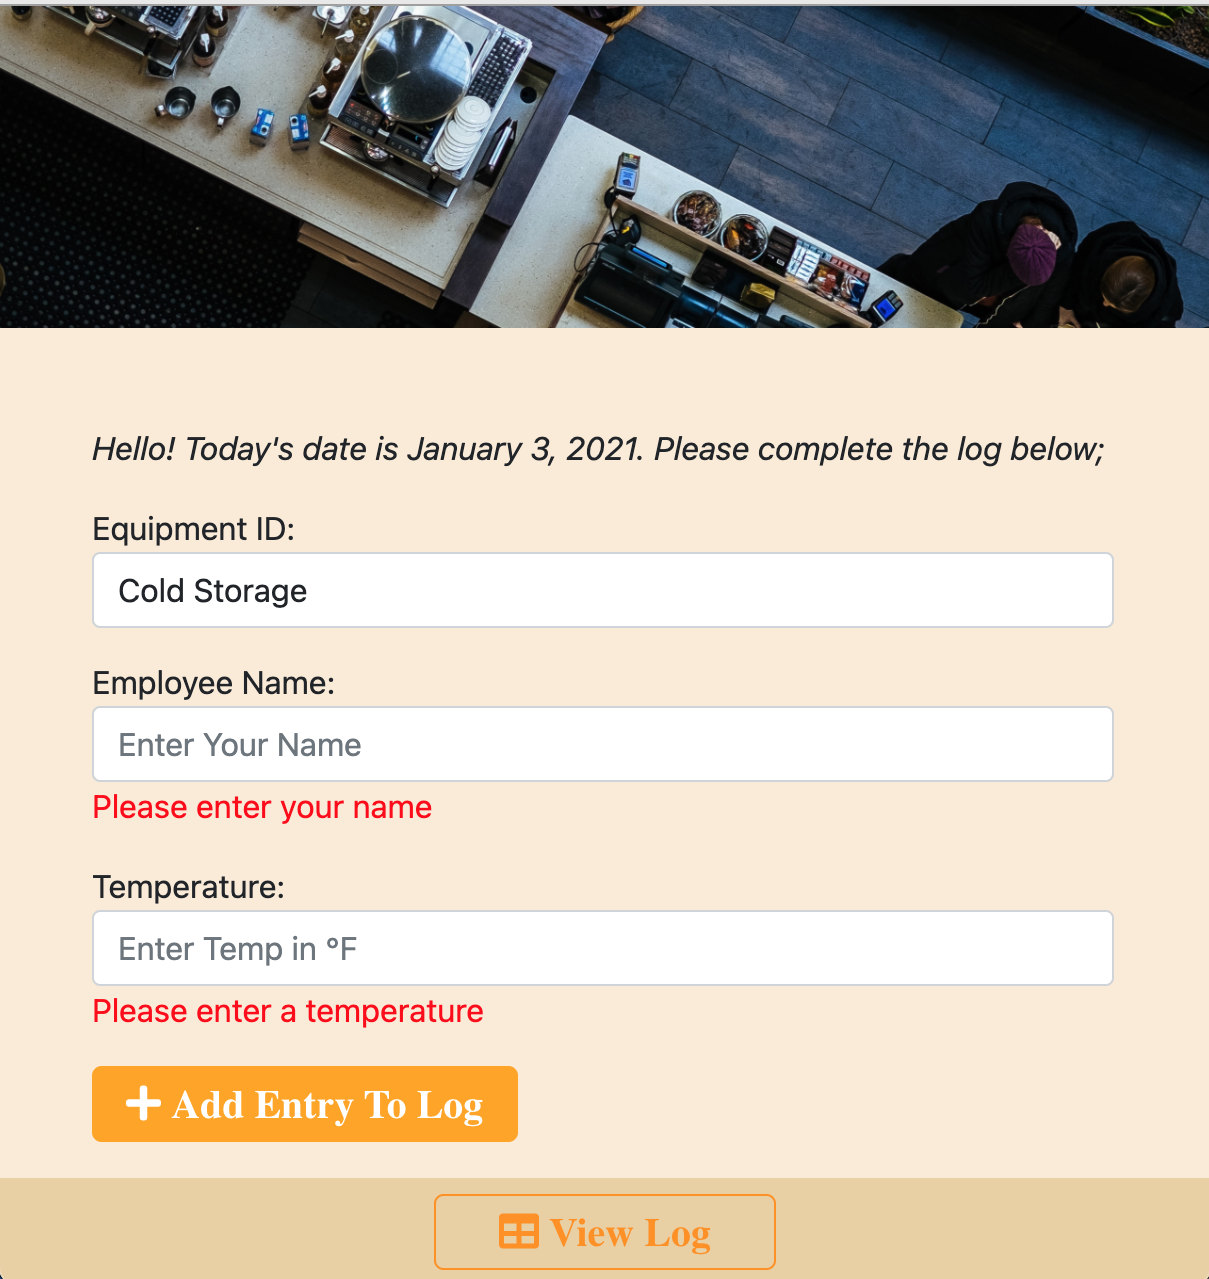 Hello! Today's date is January 3, 2021. Please complete the log below;
Equipment ID:
Cold Storage
Employee Name:
Enter Your Name
Please enter your name
Temperature:
Enter Temp in °F
Please enter a temperature
Add Entry To Log
View Log